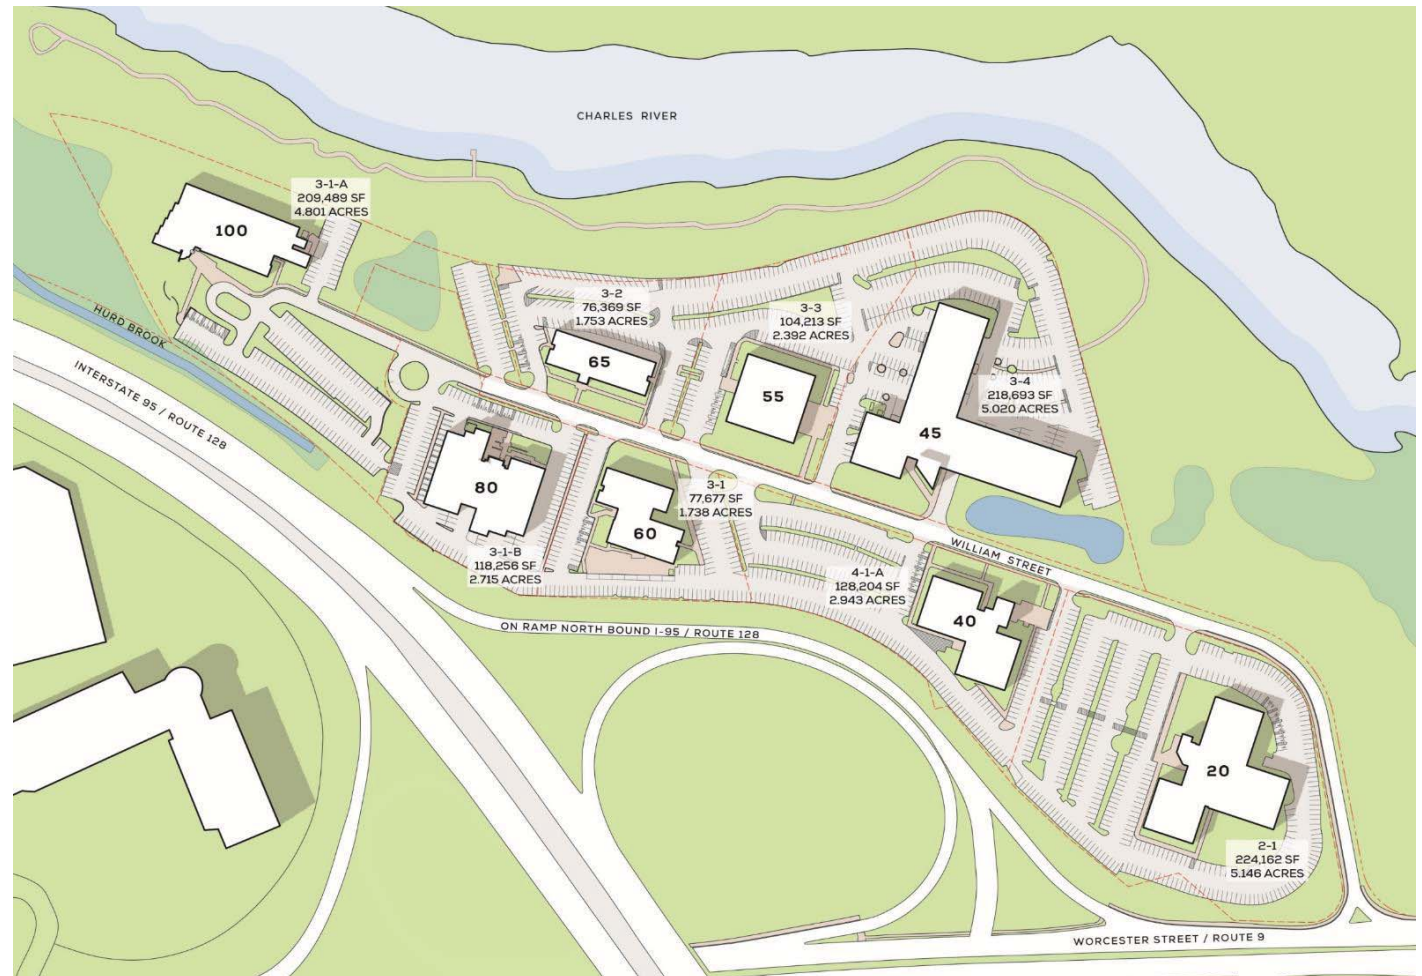 CHARLES RIVER
3-1-A
209,489 SF
4.801 ACRES
100
HURD BROOK
INTERSTATE 95 / ROUTE 128
3-2
76,369 SF
1.753 ACRES
65
3-3
104,213 SF
2.392 ACRES
55
3-4
218,693 SF
5.020 ACRES
45
80
3-1-B
118,256 SF
2.715 ACRES
3-1
77,677 SF
1.738 ACRES
60
WILLIAM STREET
4-1-A
128,204 SF
2.943 ACRES
40
ON RAMP NORTH BOUND I-95 / ROUTE 128
20
2-1
224,162 SF
5.146 ACRES
WORCESTER STREET / ROUTE 9